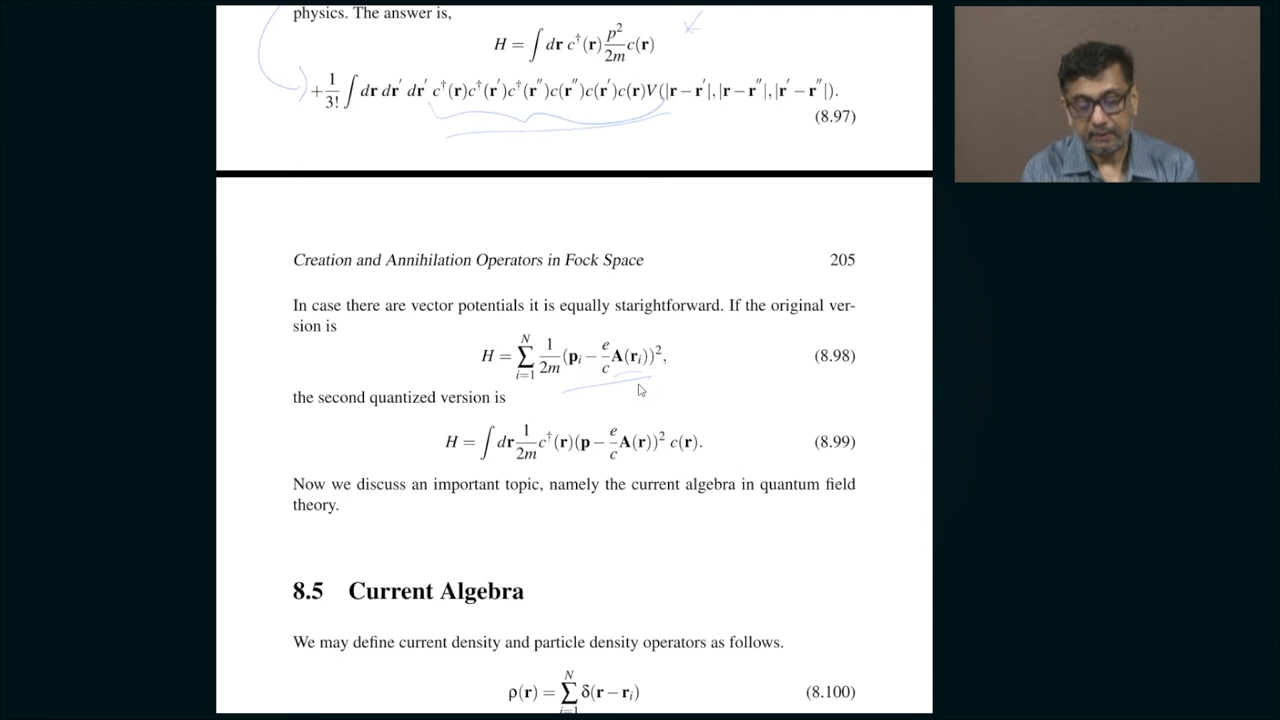 physics. The answer is,
H = ∫ dr c†(r) p²/2m c(r)
+ 1/3! ∫ dr dr′ dr′ c†(r)c†(r′)c†(r″)c(r″)c(r′)c(r)V(|r−r′|,|r−r″|,|r′−r″|).
(8.97)
Creation and Annihilation Operators in Fock Space 205
In case there are vector potentials it is equally starightforward. If the original ver-
sion is
H = ∑_{i=1}^{N} 1/2m (p_i − e/c A(r_i))², (8.98)
the second quantized version is
H = ∫ dr 1/2m c†(r)(p − e/c A(r))² c(r). (8.99)
Now we discuss an important topic, namely the current algebra in quantum field
theory.
8.5 Current Algebra
We may define current density and particle density operators as follows.
ρ(r) = ∑_{i=1}^{N} δ(r − r_i) (8.100)